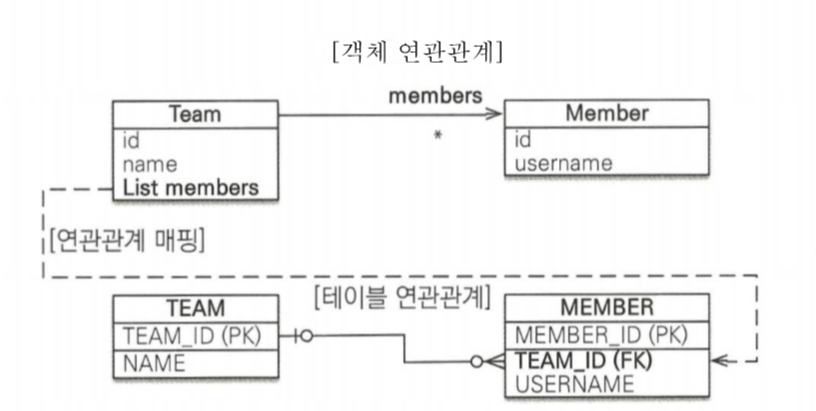 [객체 연관관계]
members
Team
Member
*
id
name
List members
id
username
[연관관계 매핑]
[테이블 연관관계]
TEAM
TEAM_ID (PK)
NAME
MEMBER
MEMBER_ID (PK)
TEAM_ID (FK)
USERNAME